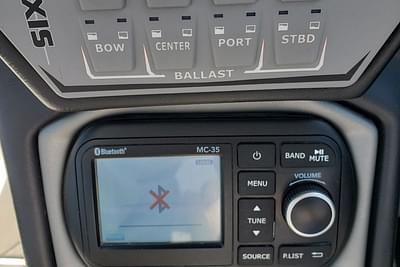 SIX
BOW CENTER PORT STBD
BALLAST
Bluetooth MC-35
BAND MUTE
VOLUME
MENU
TUNE
SOURCE P.LIST